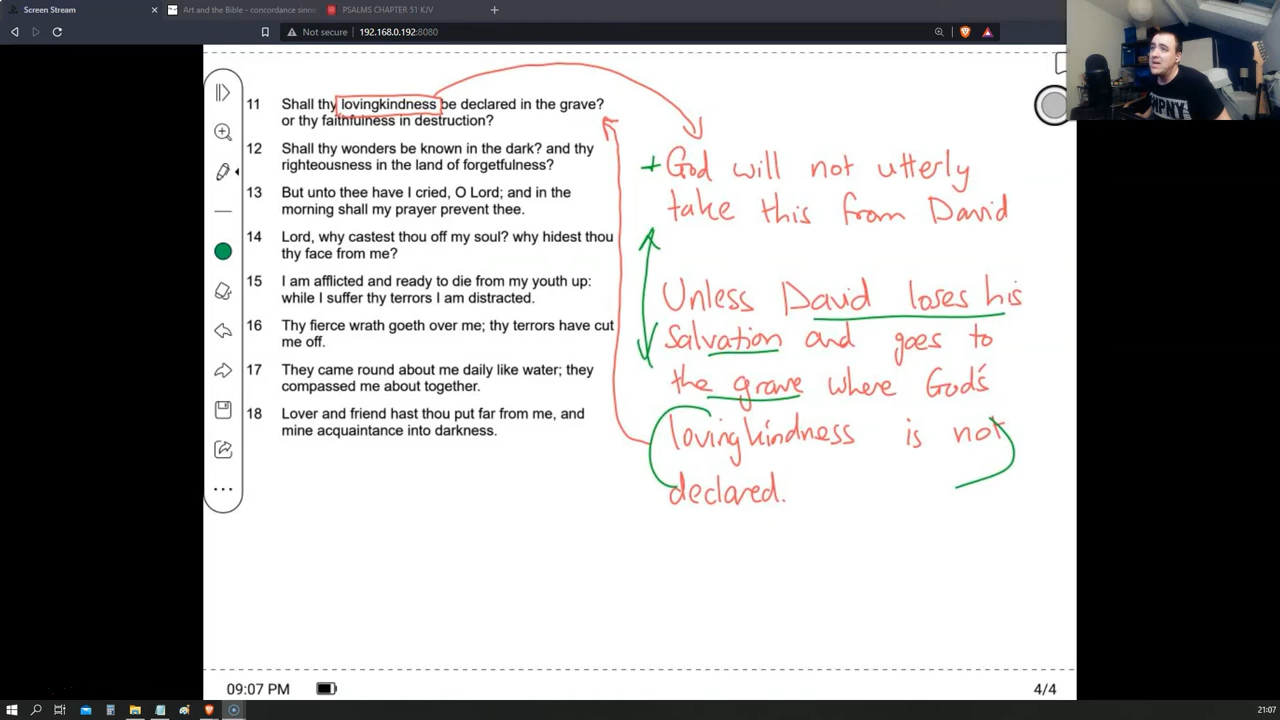 Screen Stream
Art and the Bible - concordance sinne
PSALMS CHAPTER 51 KJV
Not secure
192.168.0.192:8080
11 Shall thy lovingkindness be declared in the grave?
or thy faithfulness in destruction?
12 Shall thy wonders be known in the dark? and thy
righteousness in the land of forgetfulness?
13 But unto thee have I cried, O Lord; and in the
morning shall my prayer prevent thee.
14 Lord, why castest thou off my soul? why hidest thou
thy face from me?
15 I am afflicted and ready to die from my youth up:
while I suffer thy terrors I am distracted.
16 Thy fierce wrath goeth over me; thy terrors have cut
me off.
17 They came round about me daily like water; they
compassed me about together.
18 Lover and friend hast thou put far from me, and
mine acquaintance into darkness.
+ God will not utterly
take this from David
Unless David loses his
Salvation and goes to
the grave where God's
lovingkindness is not
declared.
PNY
09:07 PM
4/4
21:07